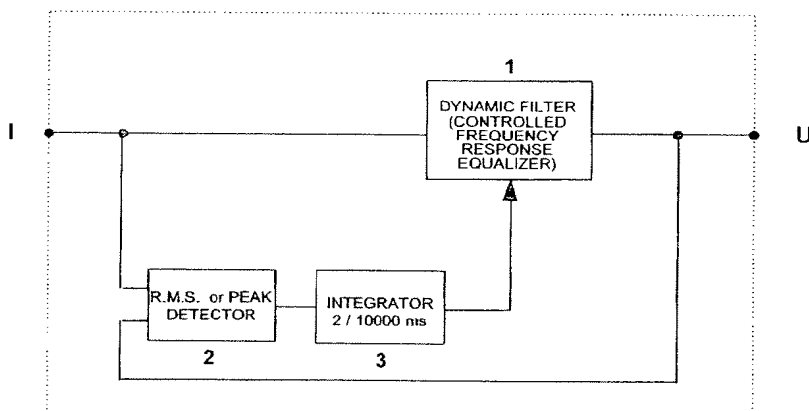 1
DYNAMIC FILTER
(CONTROLLED
FREQUENCY
RESPONSE
EQUALIZER)
I
U
R.M.S. or PEAK
DETECTOR
INTEGRATOR
2 / 10000 ms
2
3